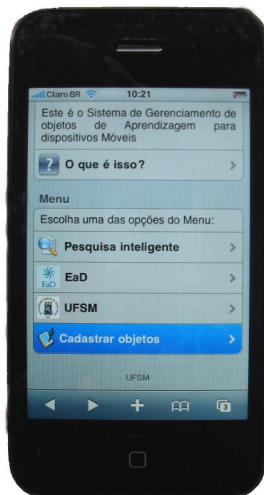 Claro BR 10:21
Este é o Sistema de Gerenciamento de
objetos de Aprendizagem para
dispositivos Móveis
? O que é isso?
Menu
Escolha uma das opções do Menu:
Pesquisa inteligente
EaD EaD
UFSM
Cadastrar objetos
UFSM
3